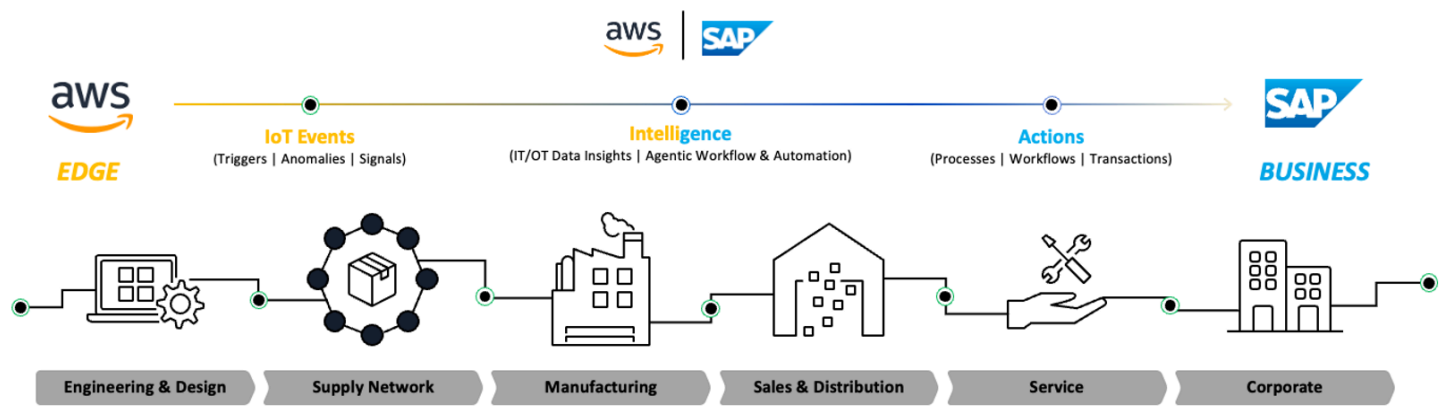 aws | SAP
aws SAP
IoT Events Intelligence Actions
(Triggers | Anomalies | Signals) (IT/OT Data Insights | Agentic Workflow & Automation) (Processes | Workflows | Transactions)
EDGE BUSINESS
Engineering & Design Supply Network Manufacturing Sales & Distribution Service Corporate